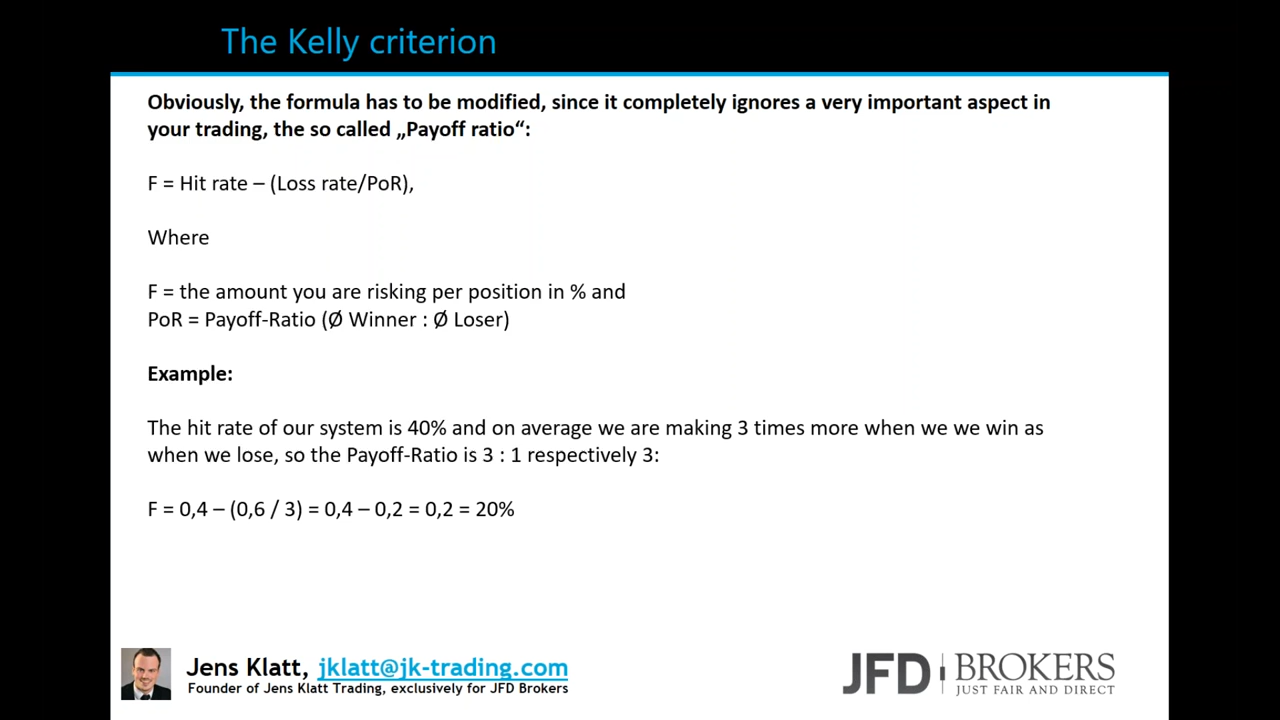 The Kelly criterion
Obviously, the formula has to be modified, since it completely ignores a very important aspect in
your trading, the so called „Payoff ratio“:
F = Hit rate – (Loss rate/PoR),
Where
F = the amount you are risking per position in % and
PoR = Payoff-Ratio (Ø Winner : Ø Loser)
Example:
The hit rate of our system is 40% and on average we are making 3 times more when we we win as
when we lose, so the Payoff-Ratio is 3 : 1 respectively 3:
F = 0,4 – (0,6 / 3) = 0,4 – 0,2 = 0,2 = 20%
Jens Klatt, jklatt@jk-trading.com
Founder of Jens Klatt Trading, exclusively for JFD Brokers
JFD BROKERS
JUST FAIR AND DIRECT